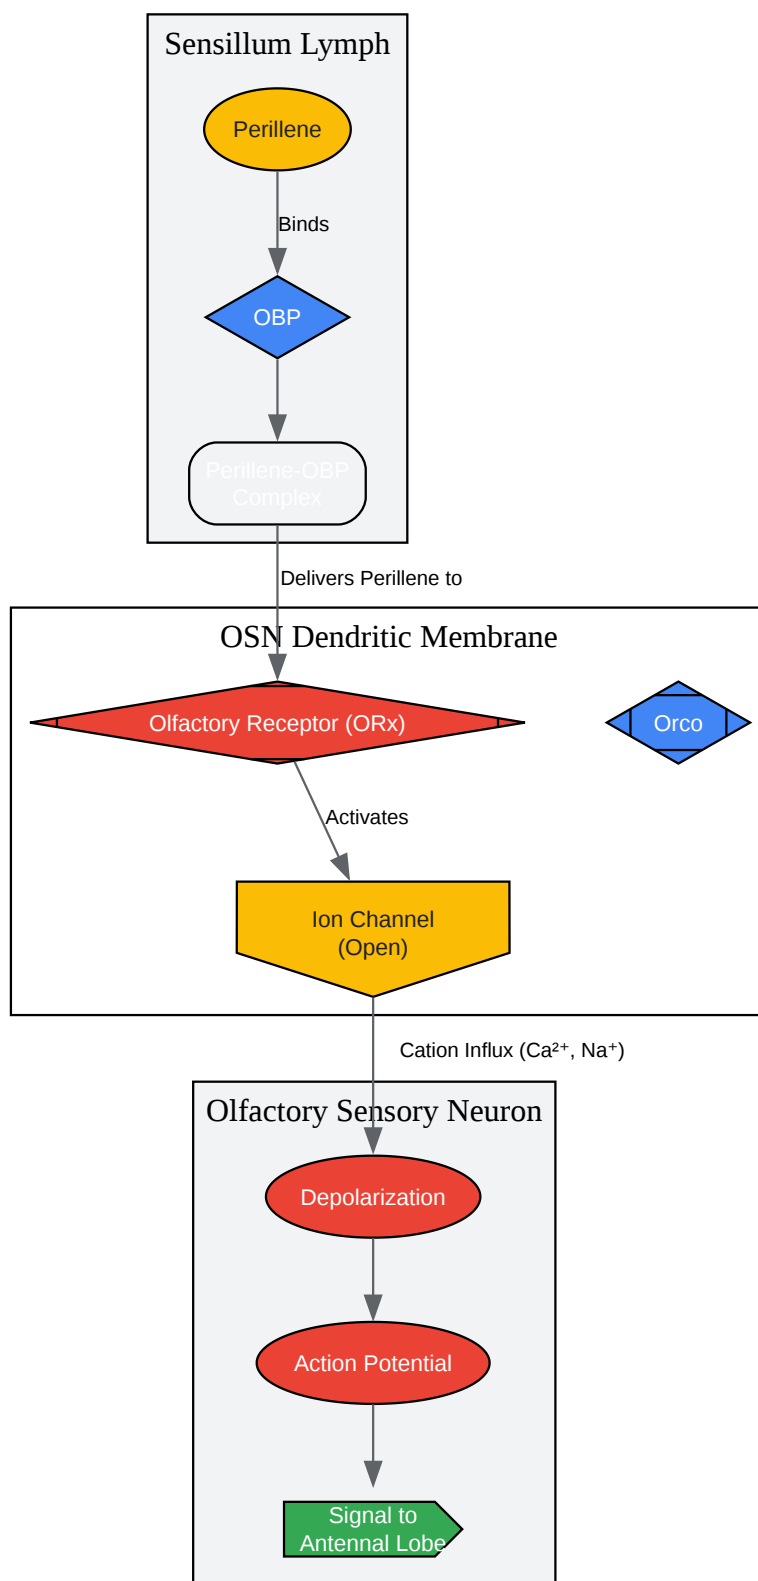 Sensillum Lymph
Perillene
Binds
OBP
Perillene-OBP
Complex
Delivers Perillene to
OSN Dendritic Membrane
Olfactory Receptor (ORx)
Orco
Activates
Ion Channel
(Open)
Cation Influx (Ca²⁺, Na⁺)
Olfactory Sensory Neuron
Depolarization
Action Potential
Signal to
Antennal Lobe